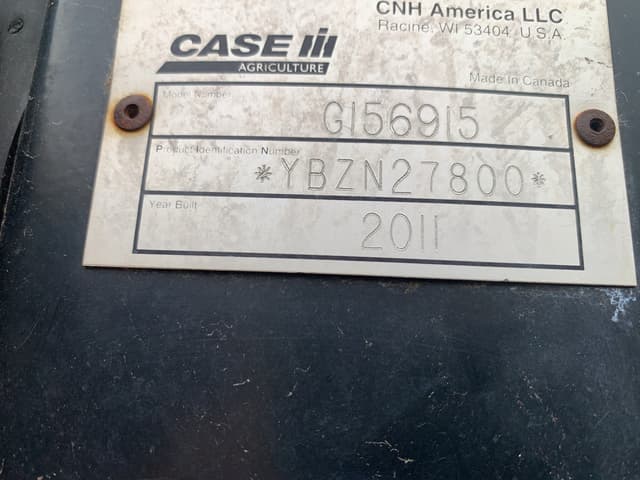 CNH America LLC
Racine, WI 53404 U.S.A.
CASE IH
AGRICULTURE
Made In Canada
Model Number
G156915
Product Identification Number
*YBZN27800*
Year Built
2011